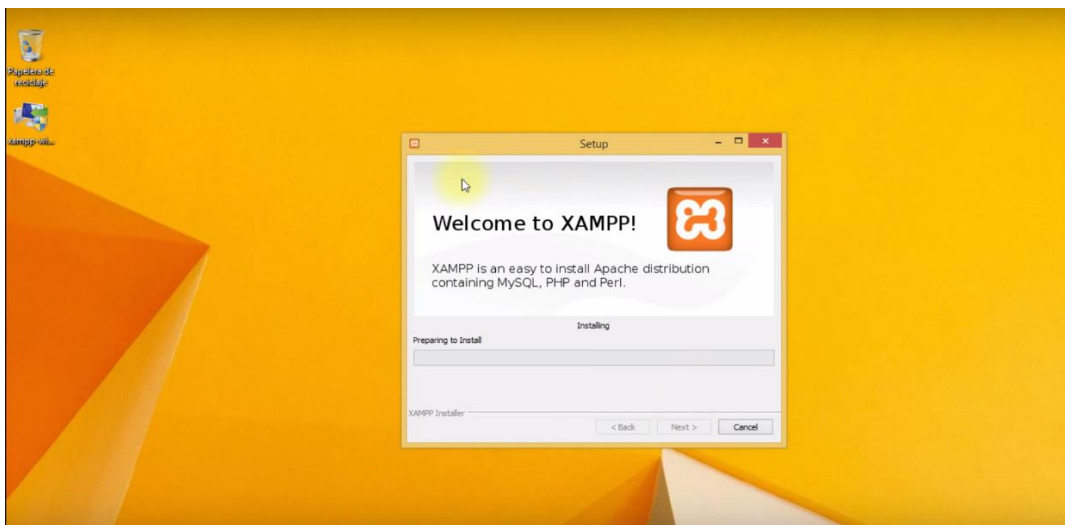 Papelera de
reciclaje
xampp-wi...
Setup
Welcome to XAMPP!
XAMPP is an easy to install Apache distribution
containing MySQL, PHP and Perl.
Installing
Preparing to Install
XAMPP Installer
< Back
Next >
Cancel